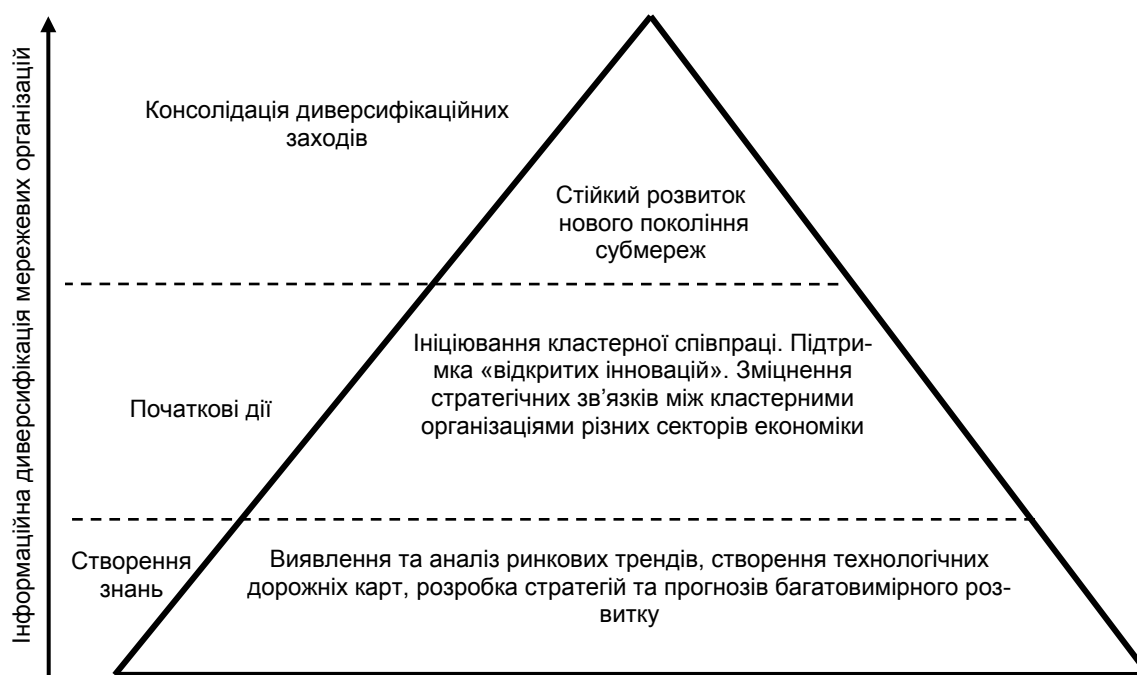 Інформаційна диверсифікація мережевих організацій
Консолідація диверсифікаційних
заходів
Стійкий розвиток
нового покоління
субмереж
Початкові дії
Ініціювання кластерної співпраці. Підтри-
мка «відкритих інновацій». Зміцнення
стратегічних зв’язків між кластерними
організаціями різних секторів економіки
Створення
знань
Виявлення та аналіз ринкових трендів, створення технологічних
дорожніх карт, розробка стратегій та прогнозів багатовимірного роз-
витку